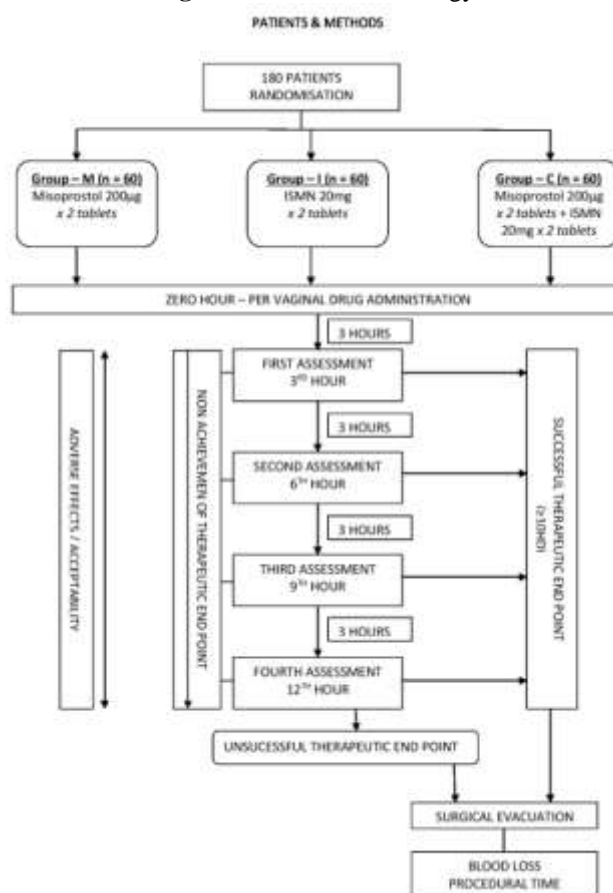 PATIENTS & METHODS
180 PATIENTS
RANDOMISATION
Group – M (n = 60)
Misoprostol 200µg
x 2 tablets
Group – I (n = 60)
ISMN 20mg
x 2 tablets
Group – C (n = 60)
Misoprostol 200µg
x 2 tablets + ISMN
20mg x 2 tablets
ZERO HOUR – PER VAGINAL DRUG ADMINISTRATION
3 HOURS
FIRST ASSESSMENT
3RD HOUR
3 HOURS
SECOND ASSESSMENT
6TH HOUR
3 HOURS
THIRD ASSESSMENT
9TH HOUR
3 HOURS
FOURTH ASSESSMENT
12TH HOUR
ADVERSE EFFECTS / ACCEPTABILITY
NON ACHIEVEMENT OF THERAPEUTIC END POINT
SUCCESSFUL THERAPEUTIC END POINT
(≥10HD)
UNSUCESSFUL THERAPEUTIC END POINT
SURGICAL EVACUATION
BLOOD LOSS
PROCEDURAL TIME